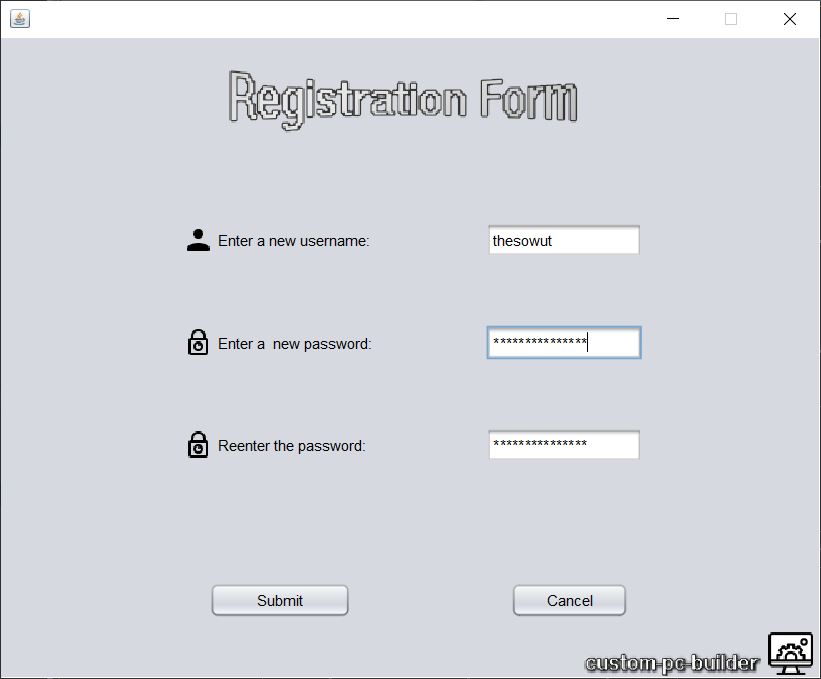 Registration Form
Enter a new username: thesowut
Enter a  new password: ***************
Reenter the password: ***************
Submit Cancel
custom-pc-builder